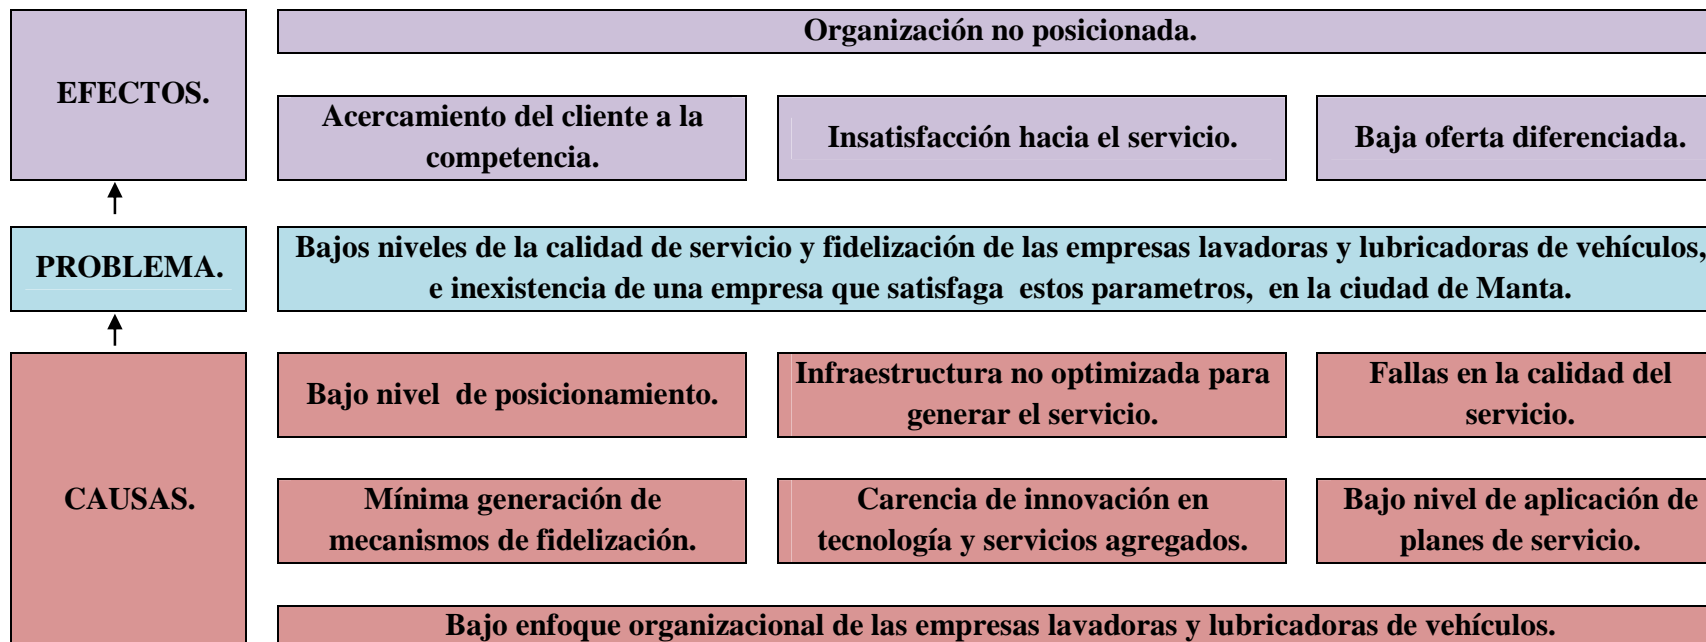 Organización no posicionada.
EFECTOS.
Acercamiento del cliente a la
competencia.
Insatisfacción hacia el servicio.
Baja oferta diferenciada.
PROBLEMA.
Bajos niveles de la calidad de servicio y fidelización de las empresas lavadoras y lubricadoras de vehículos,
e inexistencia de una empresa que satisfaga estos parametros, en la ciudad de Manta.
Bajo nivel de posicionamiento.
Infraestructura no optimizada para
generar el servicio.
Fallas en la calidad del
servicio.
CAUSAS.
Mínima generación de
mecanismos de fidelización.
Carencia de innovación en
tecnología y servicios agregados.
Bajo nivel de aplicación de
planes de servicio.
Bajo enfoque organizacional de las empresas lavadoras y lubricadoras de vehículos.